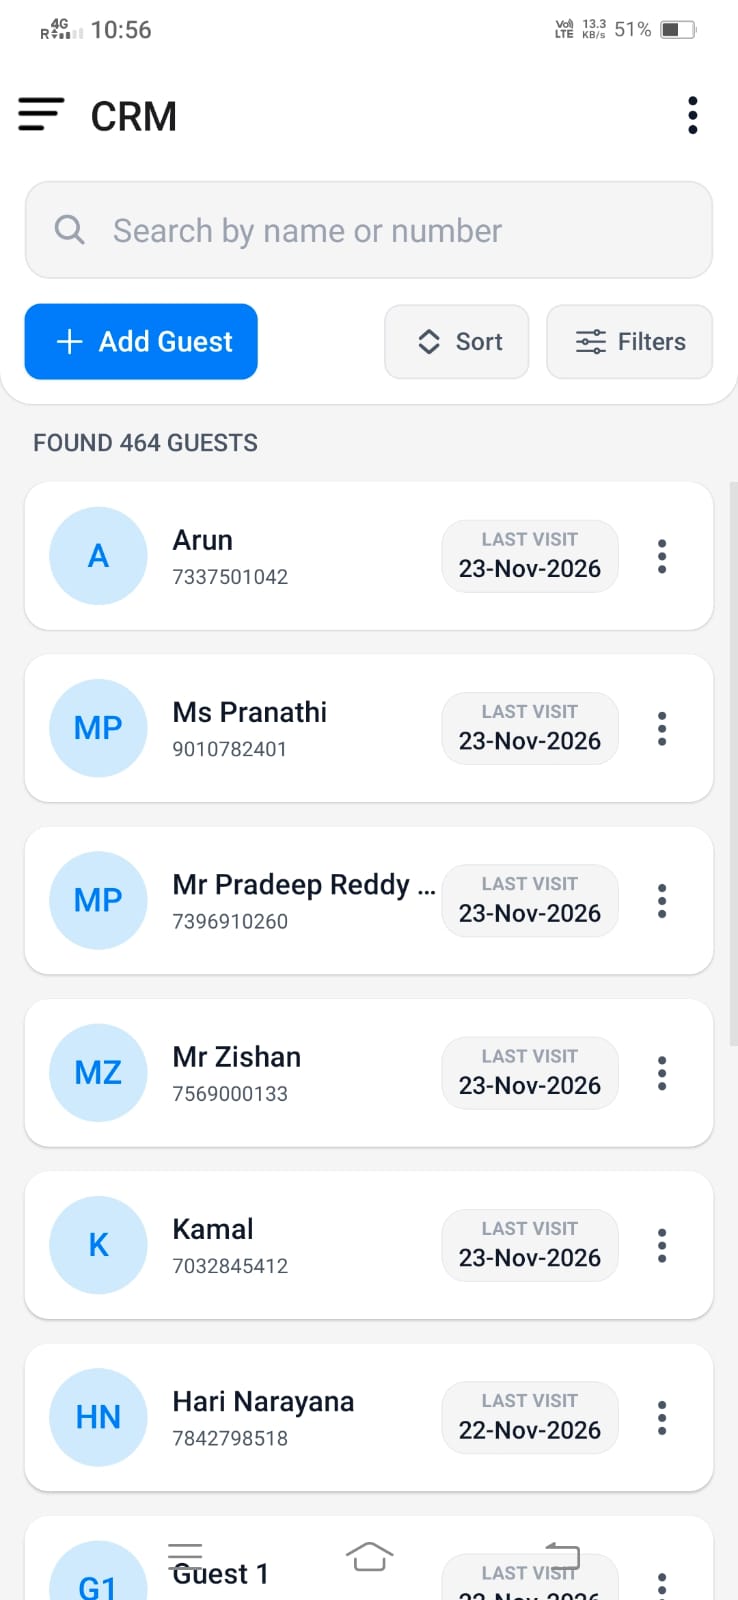 4G
R
10:56
Vo)
LTE
13.3
KB/s
51%
CRM
Search by name or number
+ Add Guest
Sort
Filters
FOUND 464 GUESTS
A
Arun
7337501042
LAST VISIT
23-Nov-2026
MP
Ms Pranathi
9010782401
LAST VISIT
23-Nov-2026
MP
Mr Pradeep Reddy ...
7396910260
LAST VISIT
23-Nov-2026
MZ
Mr Zishan
7569000133
LAST VISIT
23-Nov-2026
K
Kamal
7032845412
LAST VISIT
23-Nov-2026
HN
Hari Narayana
7842798518
LAST VISIT
22-Nov-2026
G1
Guest 1
LAST VISIT